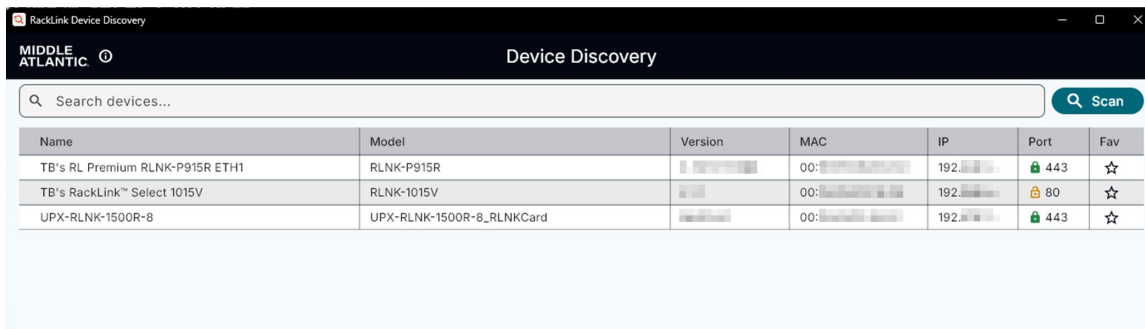 RackLink Device Discovery
MIDDLE
ATLANTIC.
Device Discovery
Search devices...
Scan
Name Model Version MAC IP Port Fav
TB's RL Premium RLNK-P915R ETH1 RLNK-P915R 00: 192. 443
TB's RackLink™ Select 1015V RLNK-1015V 00: 192. 80
UPX-RLNK-1500R-8 UPX-RLNK-1500R-8_RLNKCard 00: 192. 443